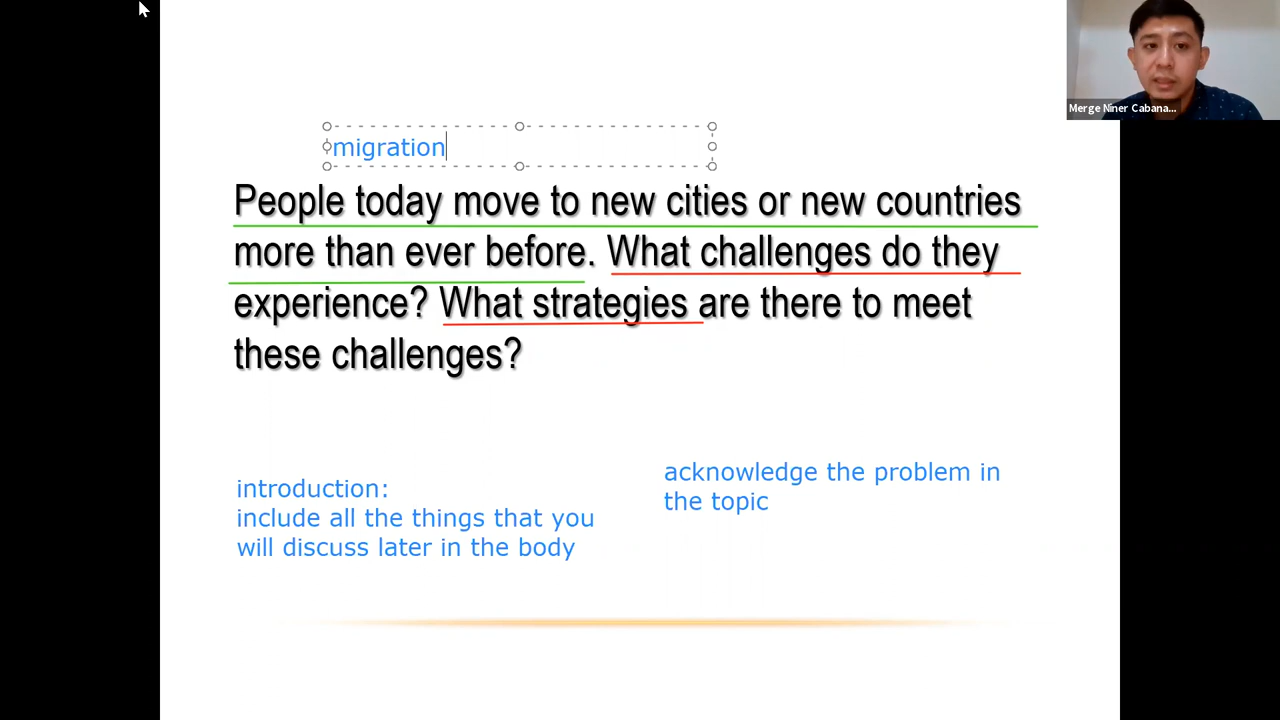 Merge Niner Cabana...
migration
People today move to new cities or new countries
more than ever before. What challenges do they
experience? What strategies are there to meet
these challenges?
introduction:
include all the things that you
will discuss later in the body
acknowledge the problem in
the topic